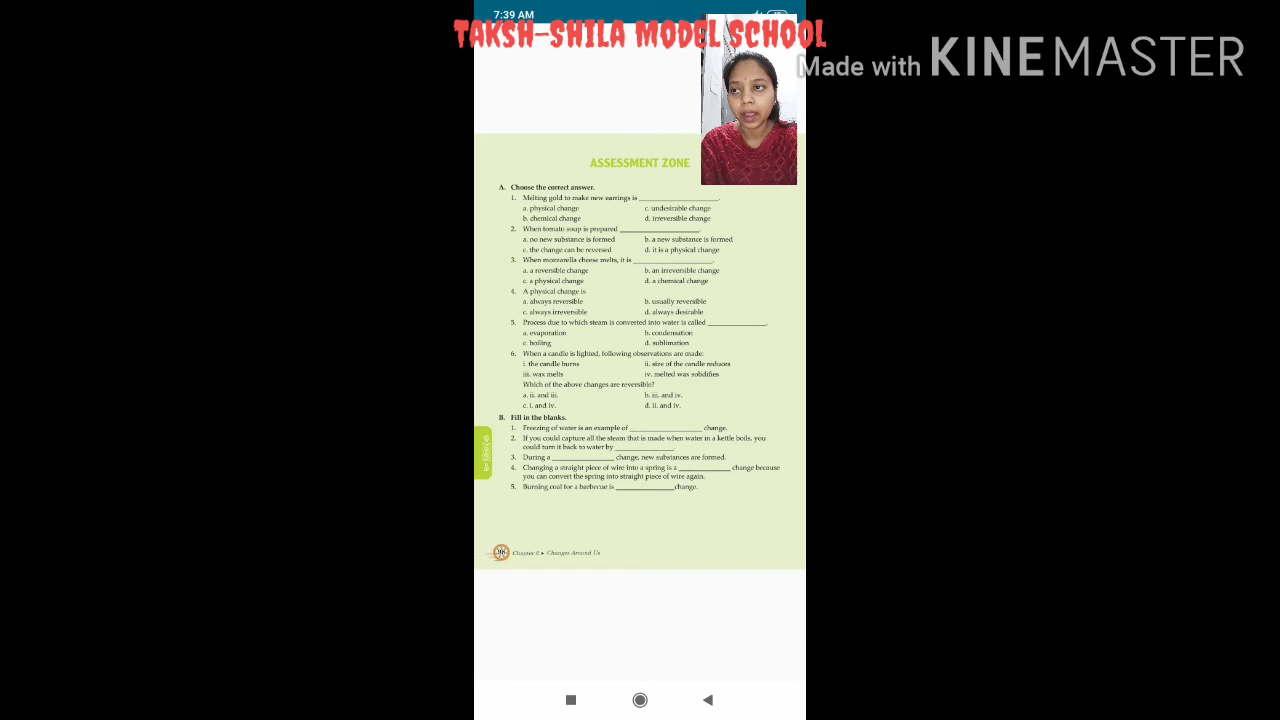 7:39 AM
TAKSH-SHILA MODEL SCHOOL
Made with KINEMASTER
ASSESSMENT ZONE
A. Choose the correct answer.
1. Melting gold to make new earrings is ____________.
a. physical change c. undesirable change
b. chemical change d. irreversible change
2. When tomato soup is prepared ____________.
a. no new substance is formed b. a new substance is formed
c. the change can be reversed d. it is a physical change
3. When mozzarella cheese melts, it is ____________.
a. a reversible change b. an irreversible change
c. a physical change d. a chemical change
4. A physical change is
a. always reversible b. usually reversible
c. always irreversible d. always desirable
5. Process due to which steam is converted into water is called ____________.
a. evaporation b. condensation
c. boiling d. sublimation
6. When a candle is lighted, following observations are made:
i. the candle burns ii. size of the candle reduces
iii. wax melts iv. melted wax solidifies
Which of the above changes are reversible?
a. ii. and iii. b. iii. and iv.
c. i. and iv. d. ii. and iv.
B. Fill in the blanks.
1. Freezing of water is an example of ____________ change.
2. If you could capture all the steam that is made when water in a kettle boils, you
could turn it back to water by ____________.
3. During a ____________ change, new substances are formed.
4. Changing a straight piece of wire into a spring is a ____________ change because
you can convert the spring into straight piece of wire again.
5. Burning coal for a barbecue is ____________change.
98 Chapter 6 ▸ Changes Around Us